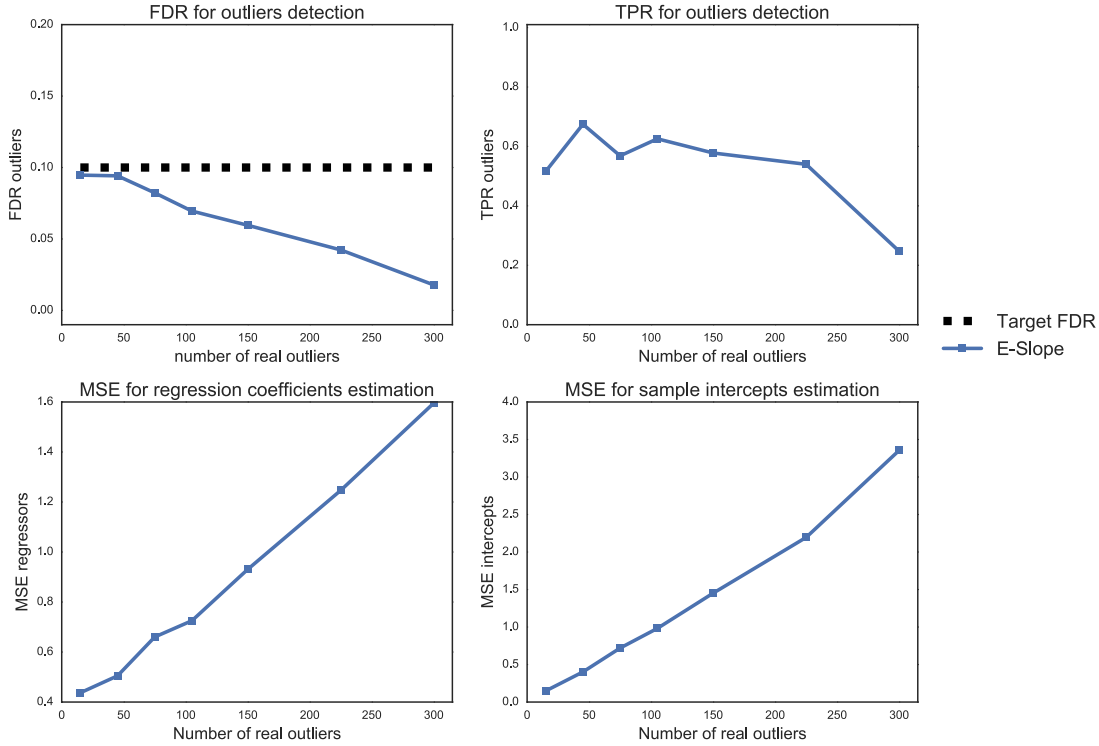 FDR for outliers detection
0.20
0.15
0.10
0.05
0.00
FDR outliers
0 50 100 150 200 250 300
number of real outliers
TPR for outliers detection
1.0
0.8
0.6
0.4
0.2
0.0
TPR outliers
0 50 100 150 200 250 300
Number of real outliers
Target FDR
E-Slope
MSE for regression coefficients estimation
1.6
1.4
1.2
1.0
0.8
0.6
0.4
MSE regressors
0 50 100 150 200 250 300
Number of real outliers
MSE for sample intercepts estimation
4.0
3.5
3.0
2.5
2.0
1.5
1.0
0.5
0.0
MSE intercepts
0 50 100 150 200 250 300
Number of real outliers